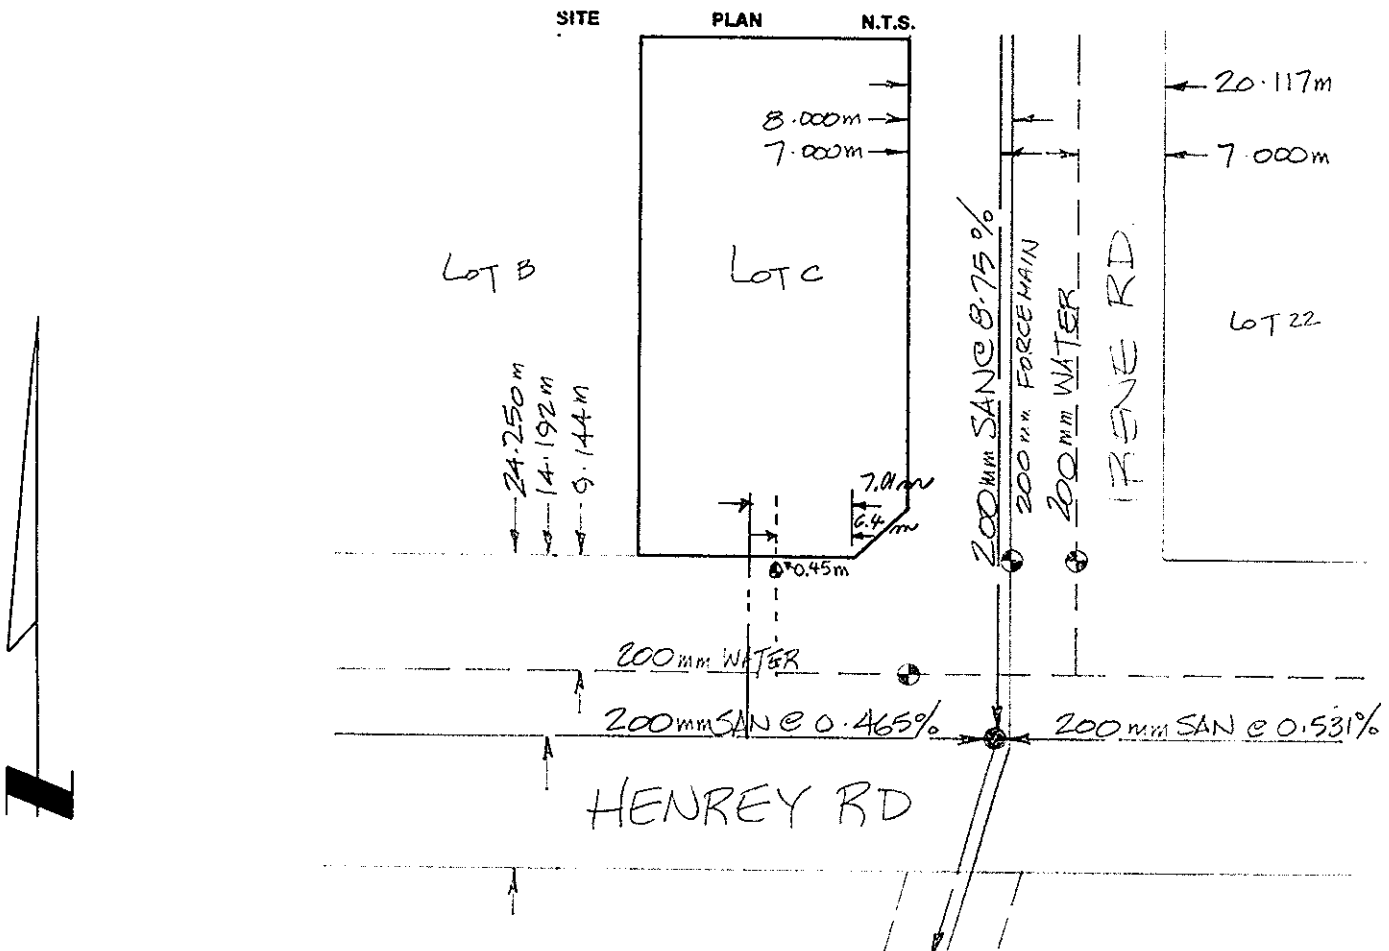 SITE PLAN N.T.S.
20.117m
8.000m
7.000m
7.000m
LOT B
LOT C
LOT 22
200mm SAN @ 8.75%
200mm FORCEMAIN
200mm WATER
IRENE RD.
24.250m
14.192m
9.144m
7.01m
6.4m
0.45m
200mm WATER
200mm SAN @ 0.465%
200mm SAN @ 0.531%
HENREY RD